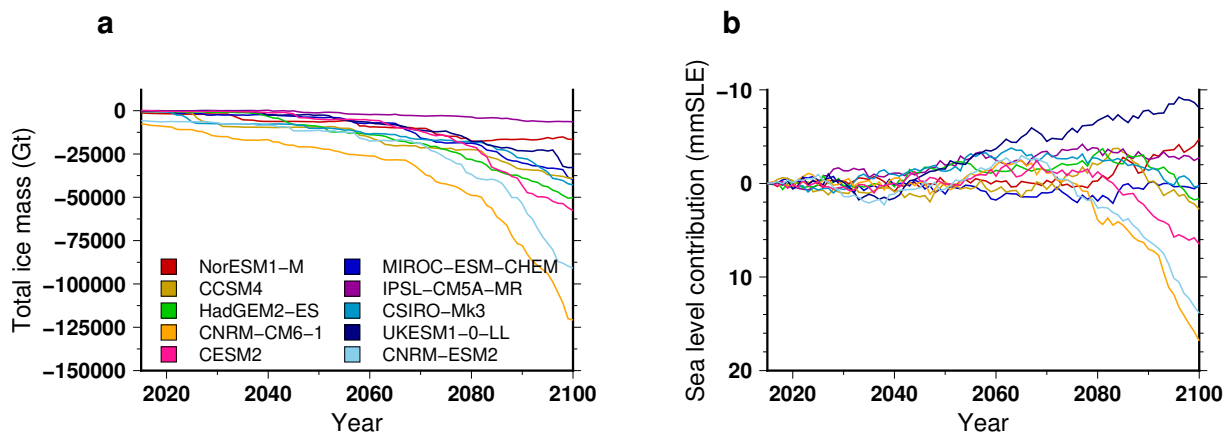 a
b
0
−25000
−50000
−75000
−100000
−125000
−150000
Total ice mass (Gt)
NorESM1−M
CCSM4
HadGEM2−ES
CNRM−CM6−1
CESM2
MIROC−ESM−CHEM
IPSL−CM5A−MR
CSIRO−Mk3
UKESM1−0−LL
CNRM−ESM2
2020 2040 2060 2080 2100
Year
−10
0
10
20
Sea level contribution (mmSLE)
2020 2040 2060 2080 2100
Year